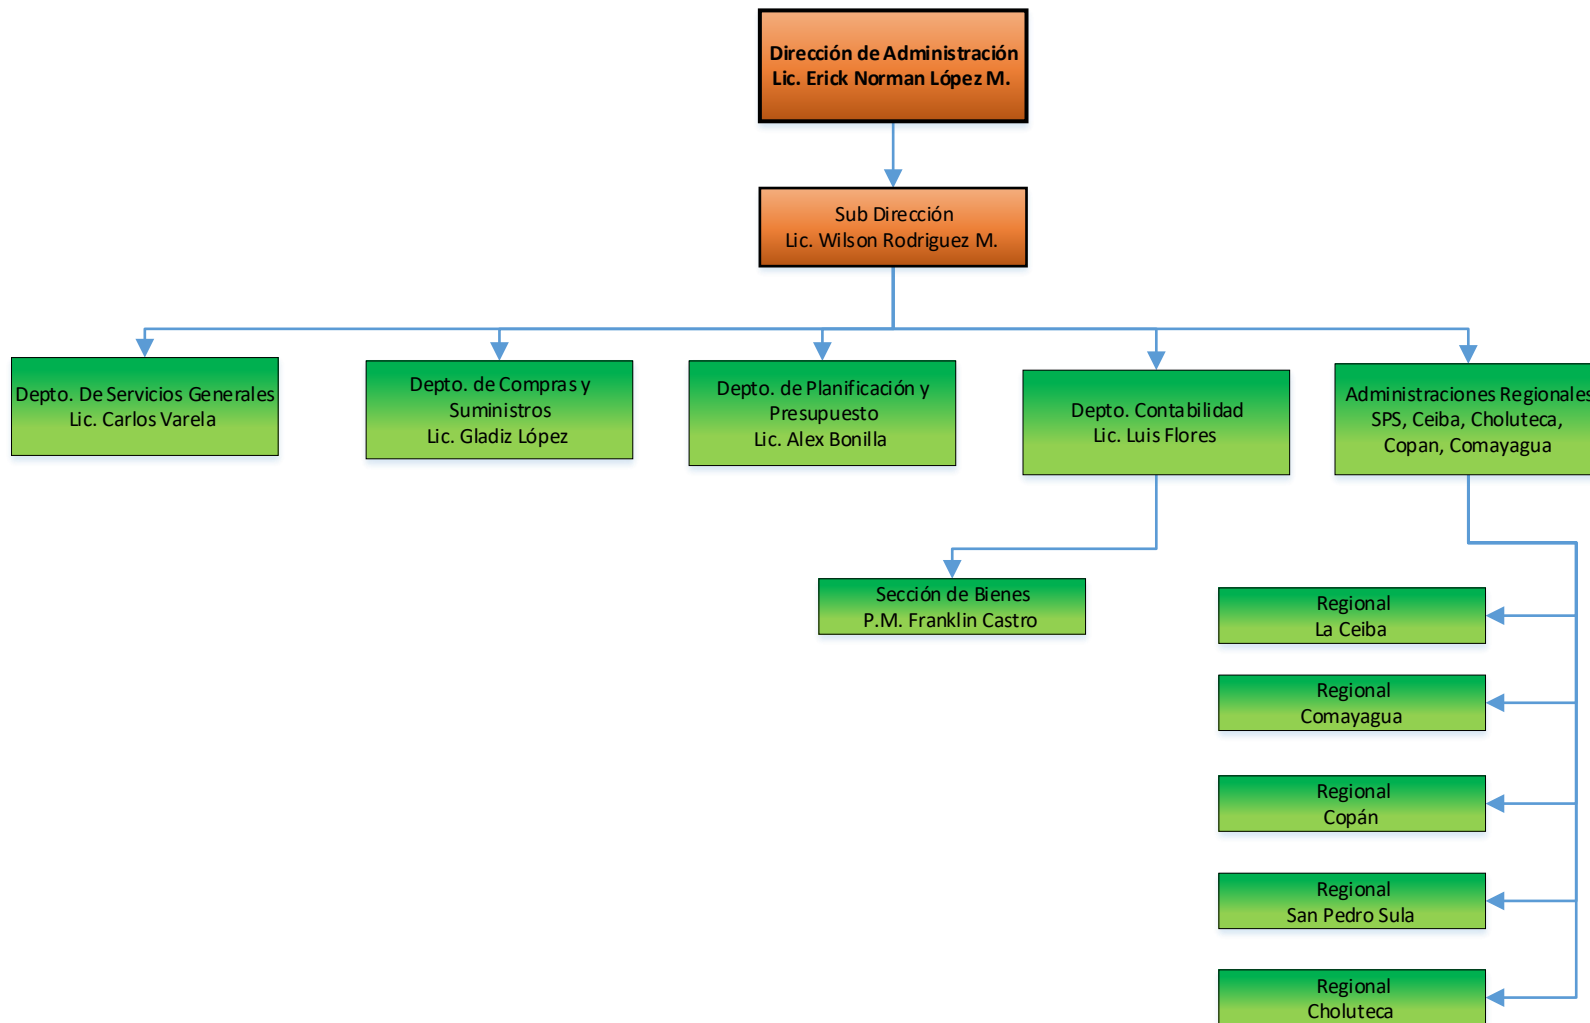 Dirección de Administración
Lic. Erick Norman López M.
Sub Dirección
Lic. Wilson Rodriguez M.
Depto. De Servicios Generales
Lic. Carlos Varela
Depto. de Compras y
Suministros
Lic. Gladiz López
Depto. de Planificación y
Presupuesto
Lic. Alex Bonilla
Depto. Contabilidad
Lic. Luis Flores
Administraciones Regionales
SPS, Ceiba, Choluteca,
Copan, Comayagua
Sección de Bienes
P.M. Franklin Castro
Regional
La Ceiba
Regional
Comayagua
Regional
Copán
Regional
San Pedro Sula
Regional
Choluteca